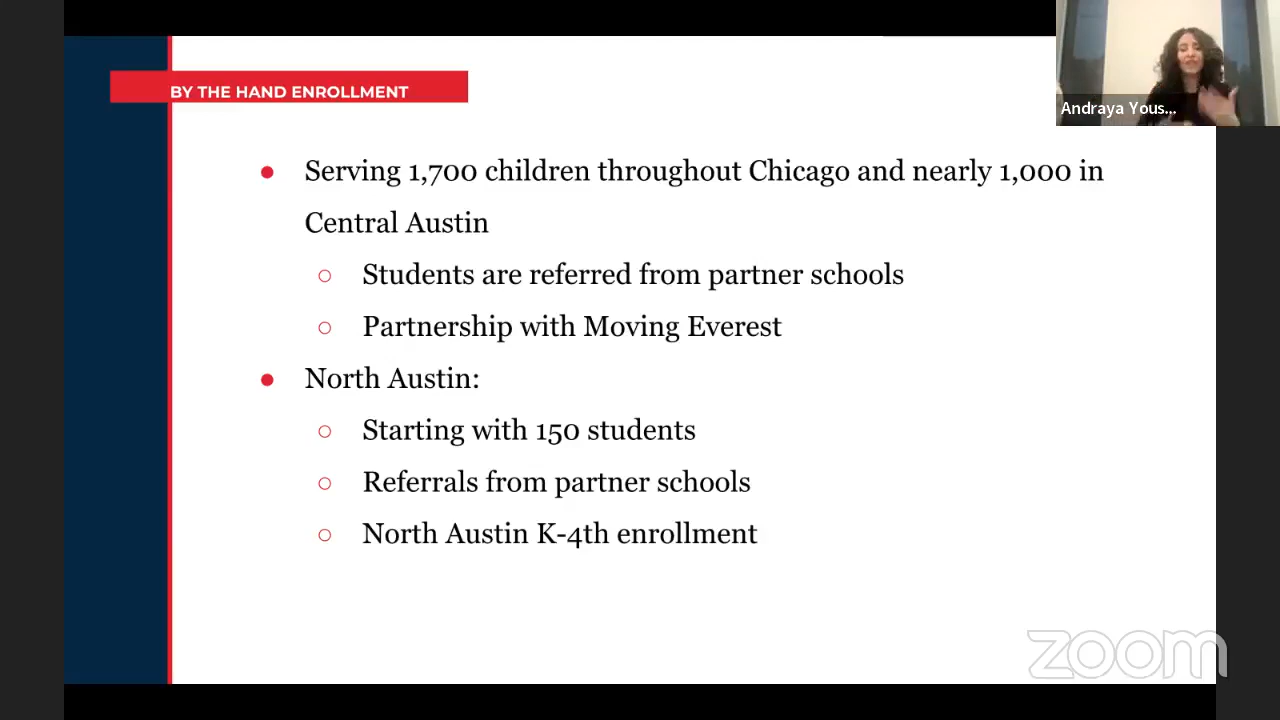 BY THE HAND ENROLLMENT
Andraya Yous...
● Serving 1,700 children throughout Chicago and nearly 1,000 in
Central Austin
○ Students are referred from partner schools
○ Partnership with Moving Everest
● North Austin:
○ Starting with 150 students
○ Referrals from partner schools
○ North Austin K-4th enrollment
zoom